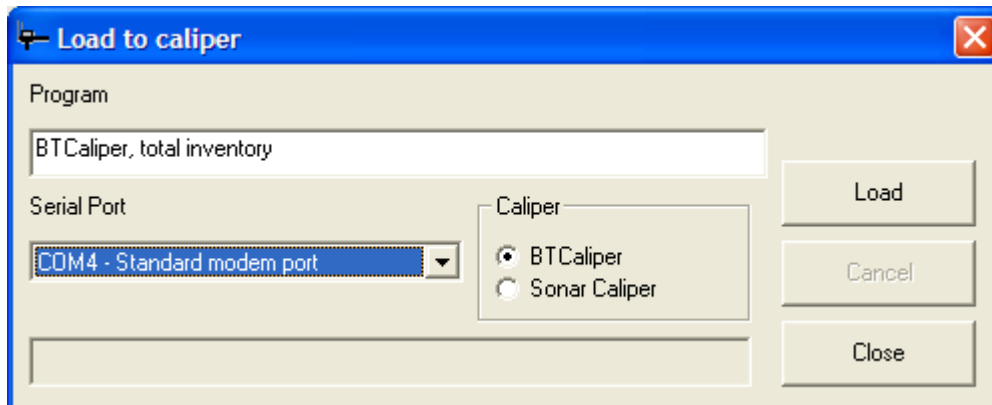 Load to caliper
Program
BTCaliper, total inventory
Serial Port
COM4 - Standard modem port
Caliper
BTCaliper
Sonar Caliper
Load
Cancel
Close